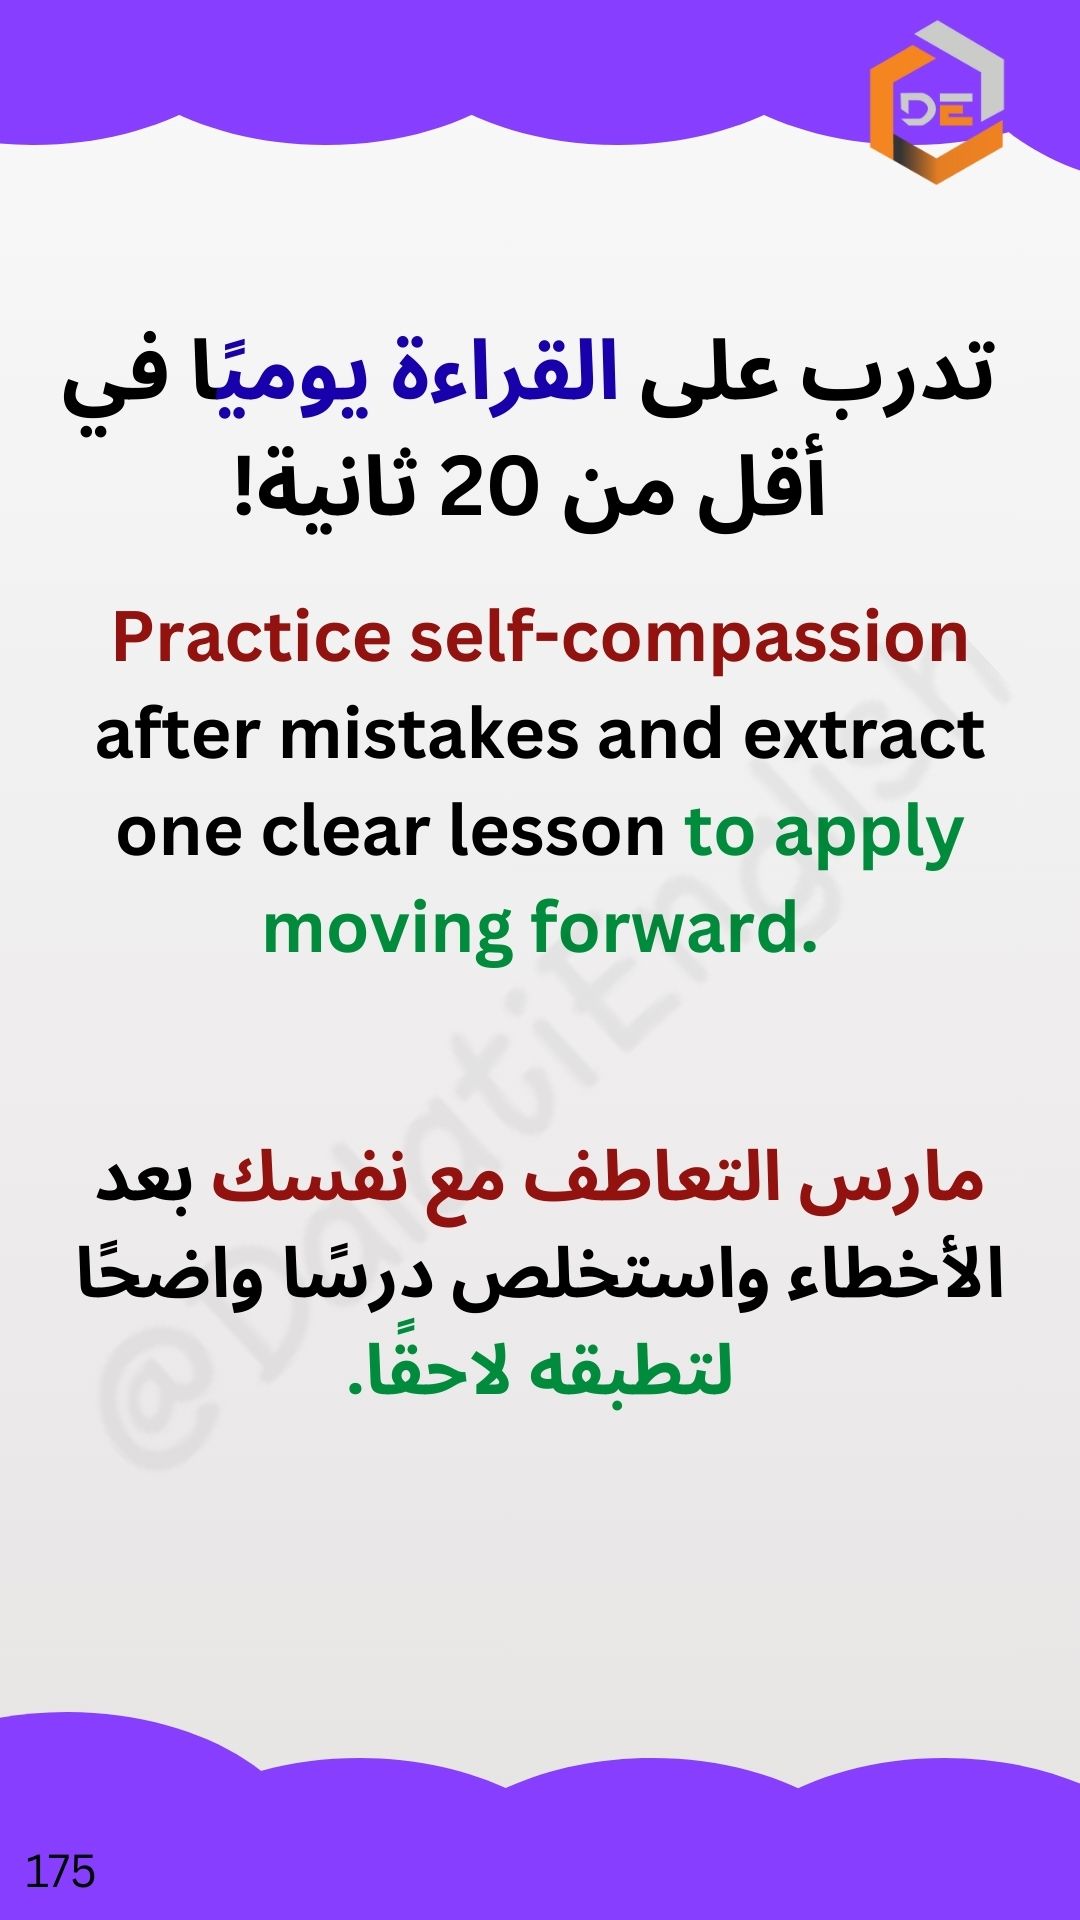 DE
تدرب على القراءة يوميًا في
أقل من 20 ثانية!
Practice self-compassion
after mistakes and extract
one clear lesson to apply
moving forward.
مارس التعاطف مع نفسك بعد
الأخطاء واستخلص درسًا واضحًا
لتطبقه لاحقًا.
@DalatiEnglish
175